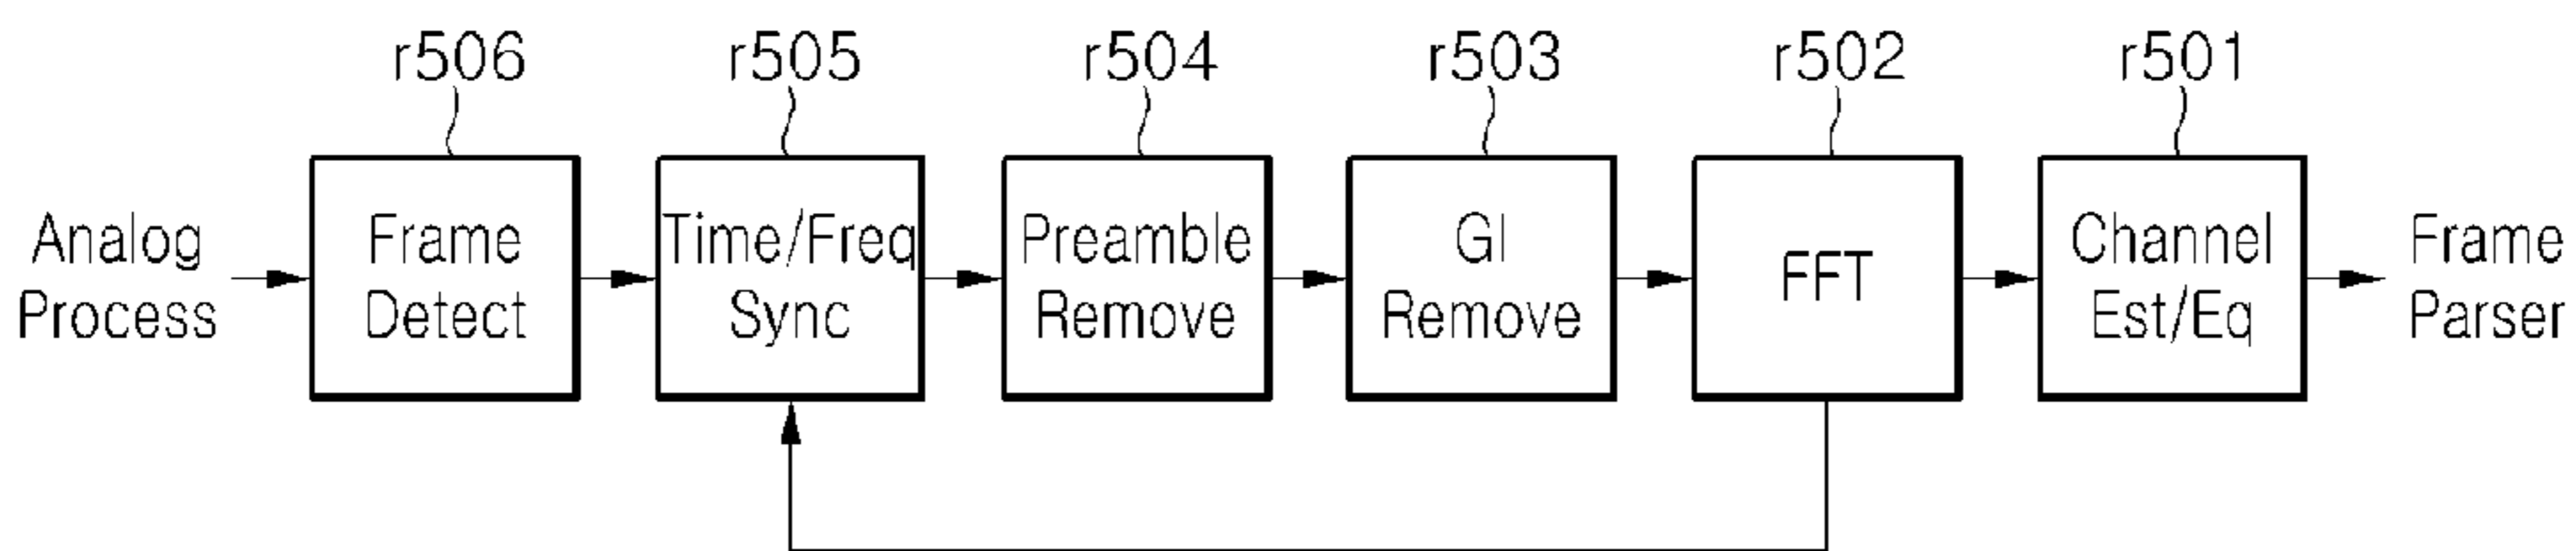 r506
r505
r504
r503
r502
r501
Analog
Process
Frame
Detect
Time/Freq
Sync
Preamble
Remove
GI
Remove
FFT
Channel
Est/Eq
Frame
Parser